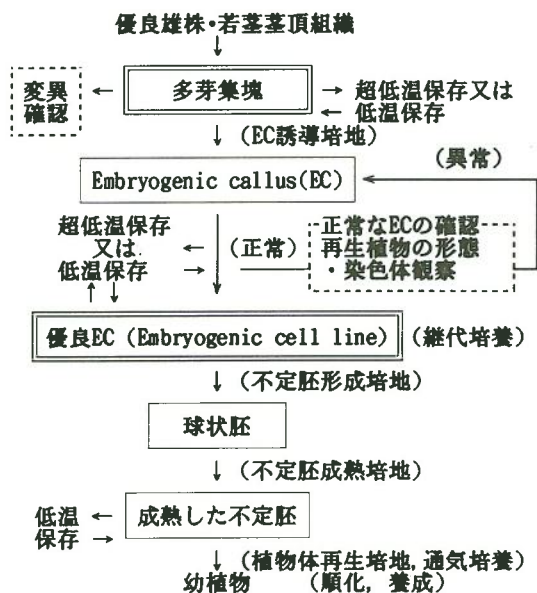 優良雄株・若茎茎頂組織
↓
変異
確認
←
多芽集塊
→ 超低温保存又は
← 低温保存
↓ (EC誘導培地)
(異常)
Embryogenic callus(EC)
超低温保存
又は
低温保存
←
→
(正常)
正常なECの確認
再生植物の形態
・染色体観察
↑ ↓
優良EC (Embryogenic cell line) (継代培養)
↓ (不定胚形成培地)
球状胚
↓ (不定胚成熟培地)
低温 ←
保存 →
成熟した不定胚
↓ (植物体再生培地, 通気培養)
幼植物 (順化, 養成)